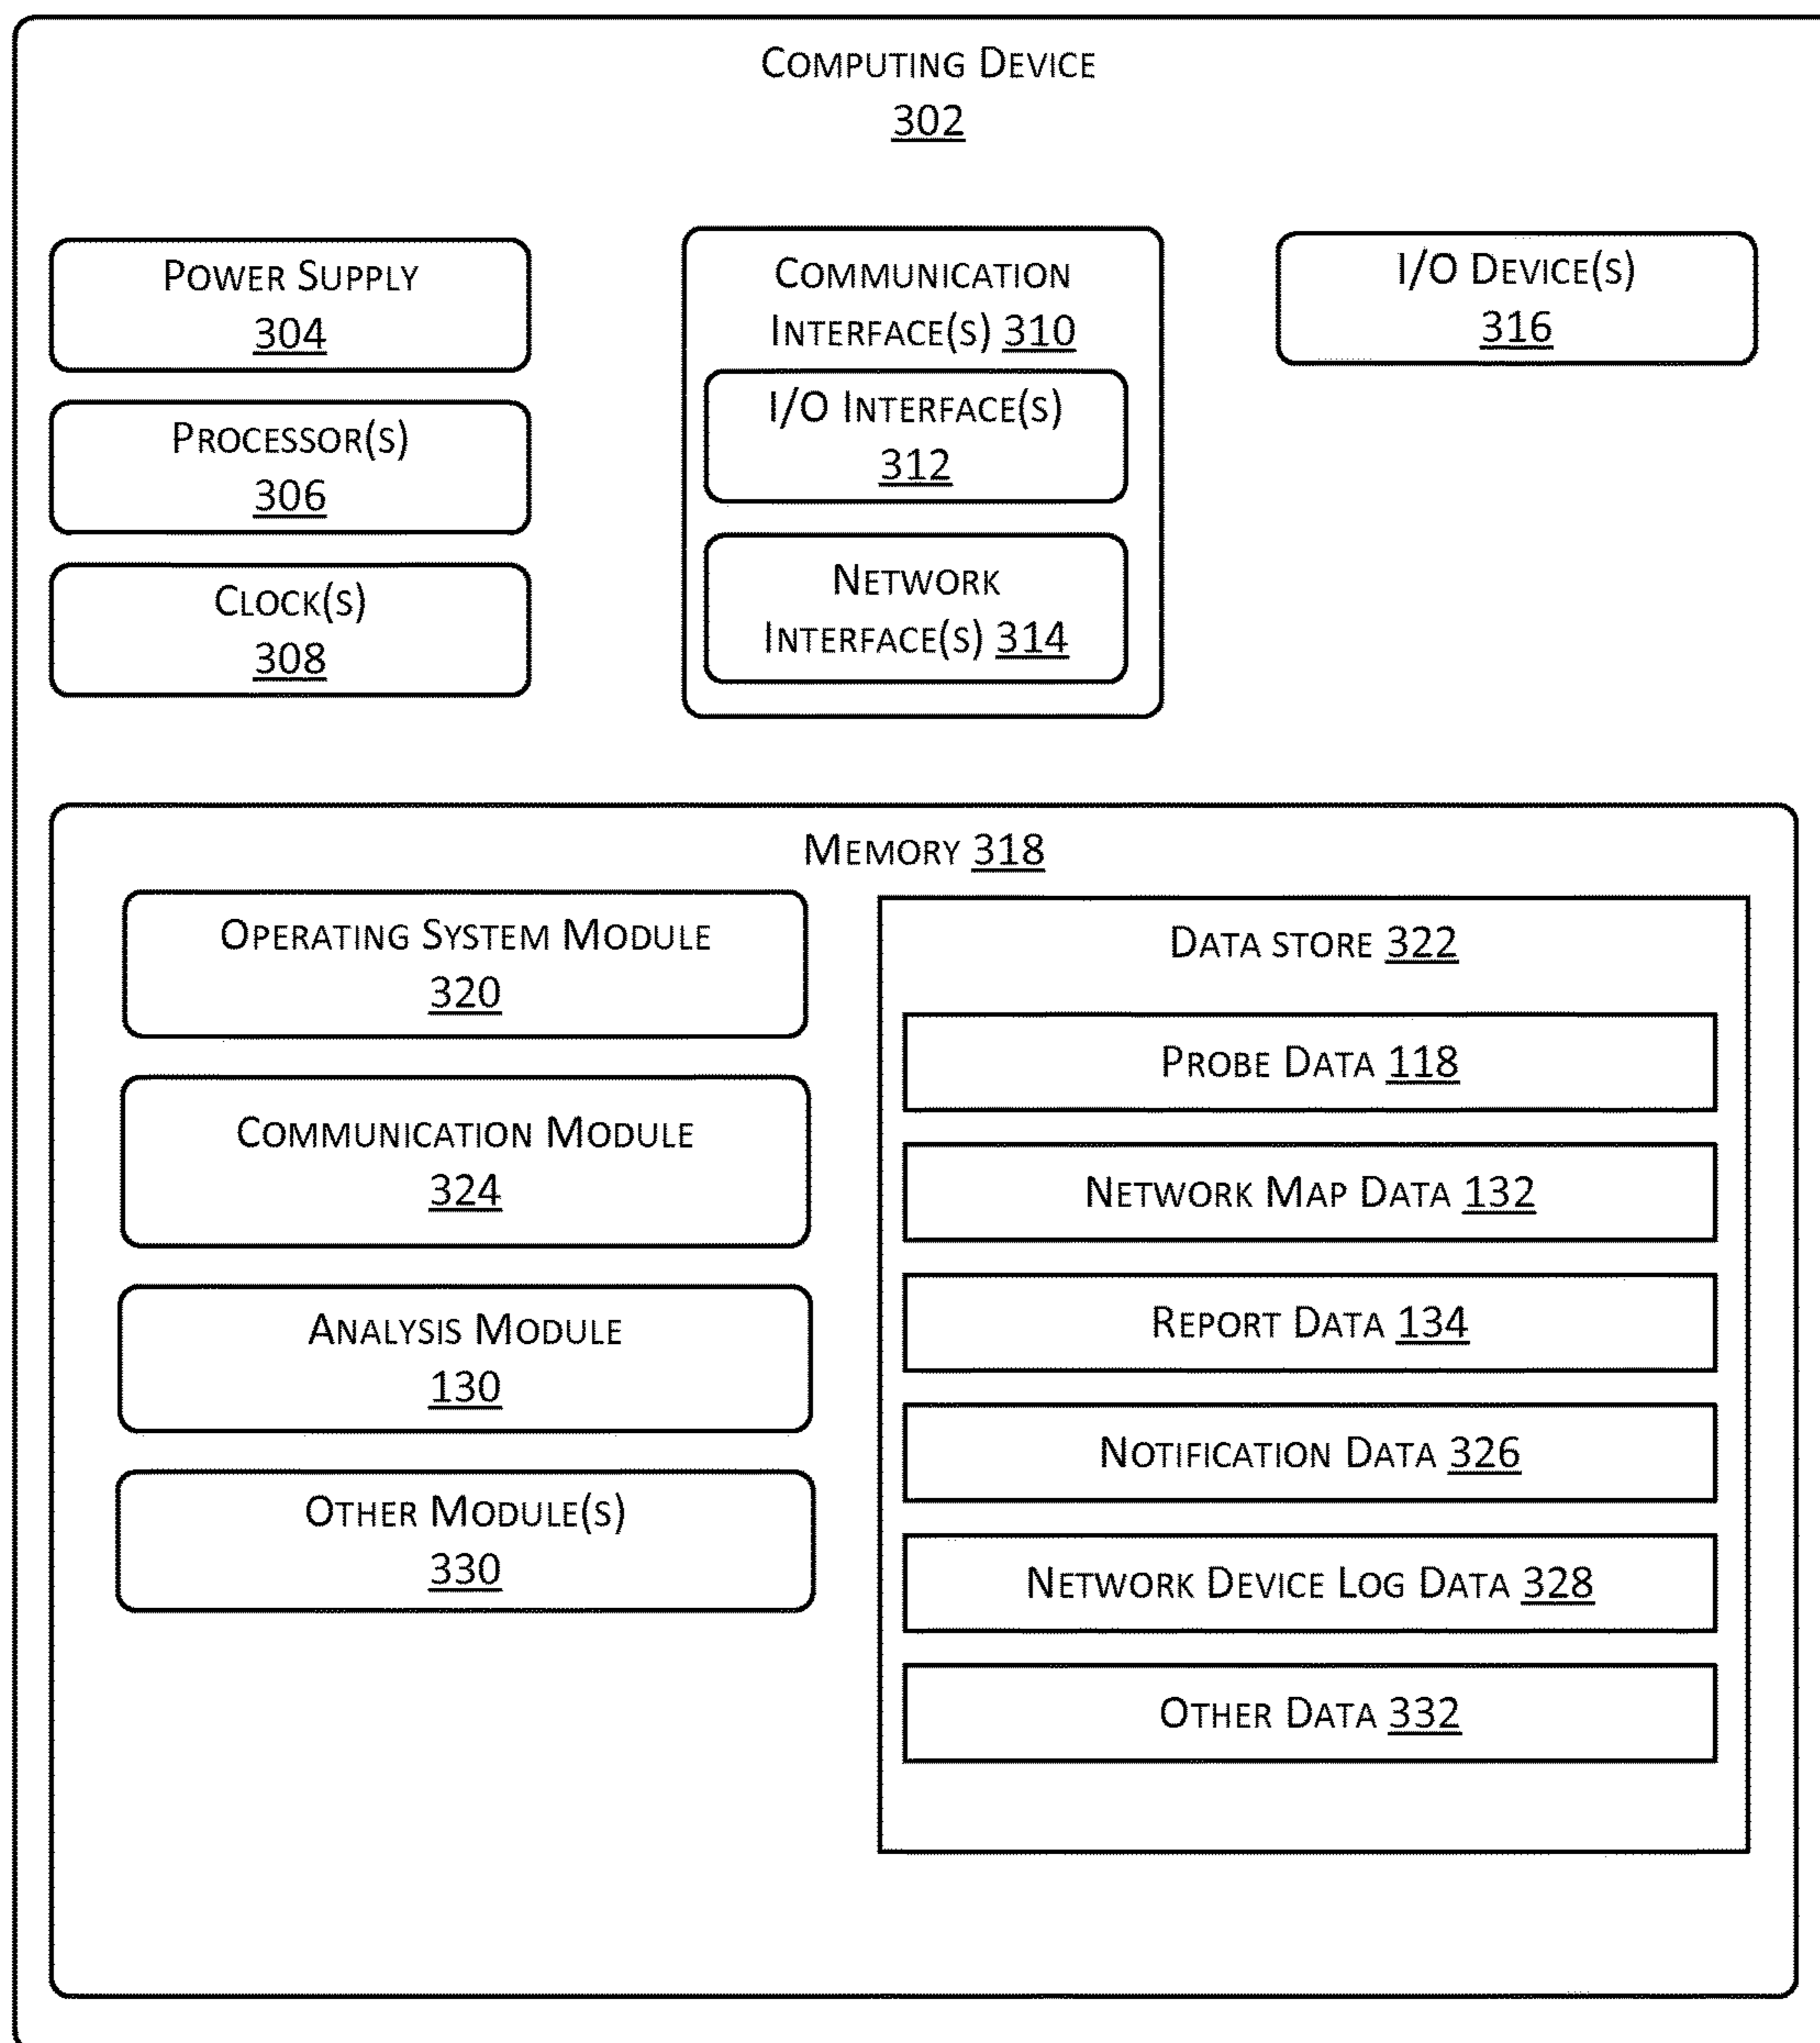 COMPUTING DEVICE
302
POWER SUPPLY
304
PROCESSOR(S)
306
CLOCK(S)
308
COMMUNICATION
INTERFACE(S) 310
I/O INTERFACE(S)
312
NETWORK
INTERFACE(S) 314
I/O DEVICE(S)
316
MEMORY 318
OPERATING SYSTEM MODULE
320
COMMUNICATION MODULE
324
ANALYSIS MODULE
130
OTHER MODULE(S)
330
DATA STORE 322
PROBE DATA 118
NETWORK MAP DATA 132
REPORT DATA 134
NOTIFICATION DATA 326
NETWORK DEVICE LOG DATA 328
OTHER DATA 332